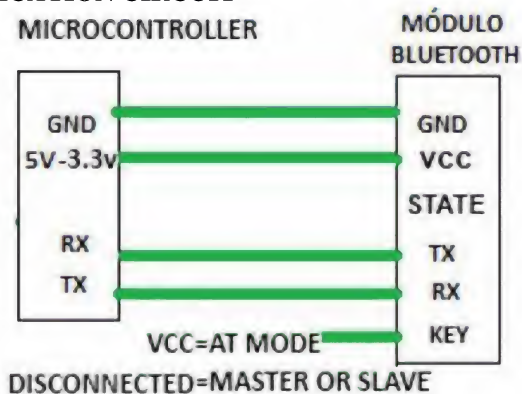 MICROCONTROLLER
MÓDULO
BLUETOOTH
GND
5V-3.3v
RX
TX
GND
VCC
STATE
TX
RX
KEY
VCC=AT MODE
DISCONNECTED=MASTER OR SLAVE